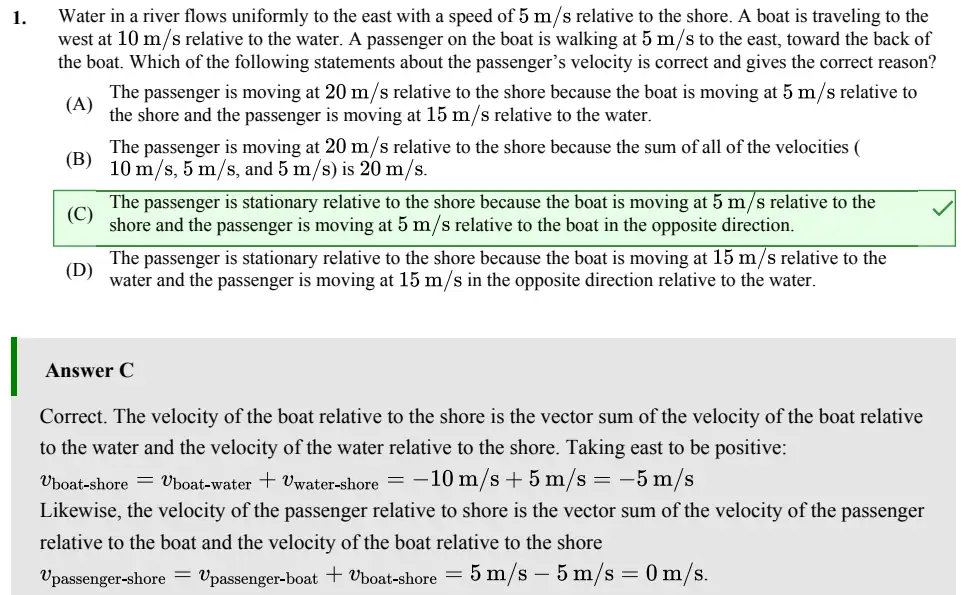 1. Water in a river flows uniformly to the east with a speed of 5 m/s relative to the shore. A boat is traveling to the
west at 10 m/s relative to the water. A passenger on the boat is walking at 5 m/s to the east, toward the back of
the boat. Which of the following statements about the passenger's velocity is correct and gives the correct reason?
(A) The passenger is moving at 20 m/s relative to the shore because the boat is moving at 5 m/s relative to
the shore and the passenger is moving at 15 m/s relative to the water.
(B) The passenger is moving at 20 m/s relative to the shore because the sum of all of the velocities (
10 m/s, 5 m/s, and 5 m/s) is 20 m/s.
(C) The passenger is stationary relative to the shore because the boat is moving at 5 m/s relative to the
shore and the passenger is moving at 5 m/s relative to the boat in the opposite direction.
(D) The passenger is stationary relative to the shore because the boat is moving at 15 m/s relative to the
water and the passenger is moving at 15 m/s in the opposite direction relative to the water.
Answer C
Correct. The velocity of the boat relative to the shore is the vector sum of the velocity of the boat relative
to the water and the velocity of the water relative to the shore. Taking east to be positive:
v_boat-shore = v_boat-water + v_water-shore = −10 m/s + 5 m/s = −5 m/s
Likewise, the velocity of the passenger relative to shore is the vector sum of the velocity of the passenger
relative to the boat and the velocity of the boat relative to the shore
v_passenger-shore = v_passenger-boat + v_boat-shore = 5 m/s − 5 m/s = 0 m/s.